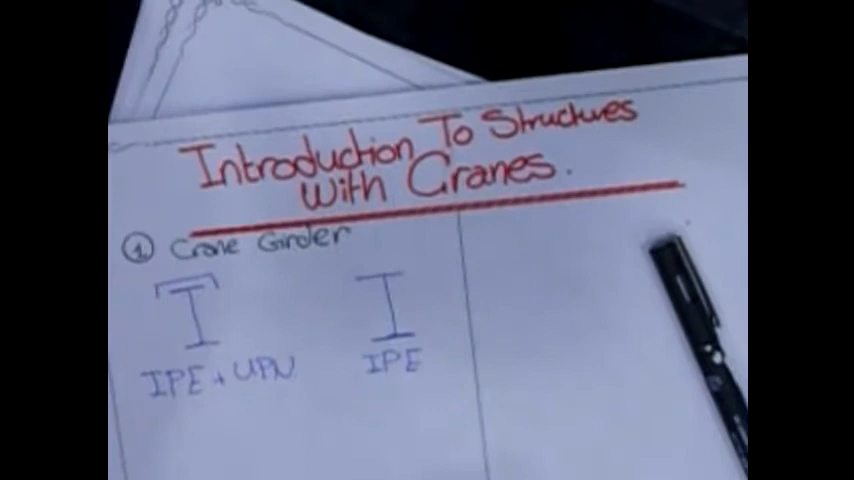 Introduction To Structures
With Cranes.
① Crane Girder
IPE + UPN
IPE